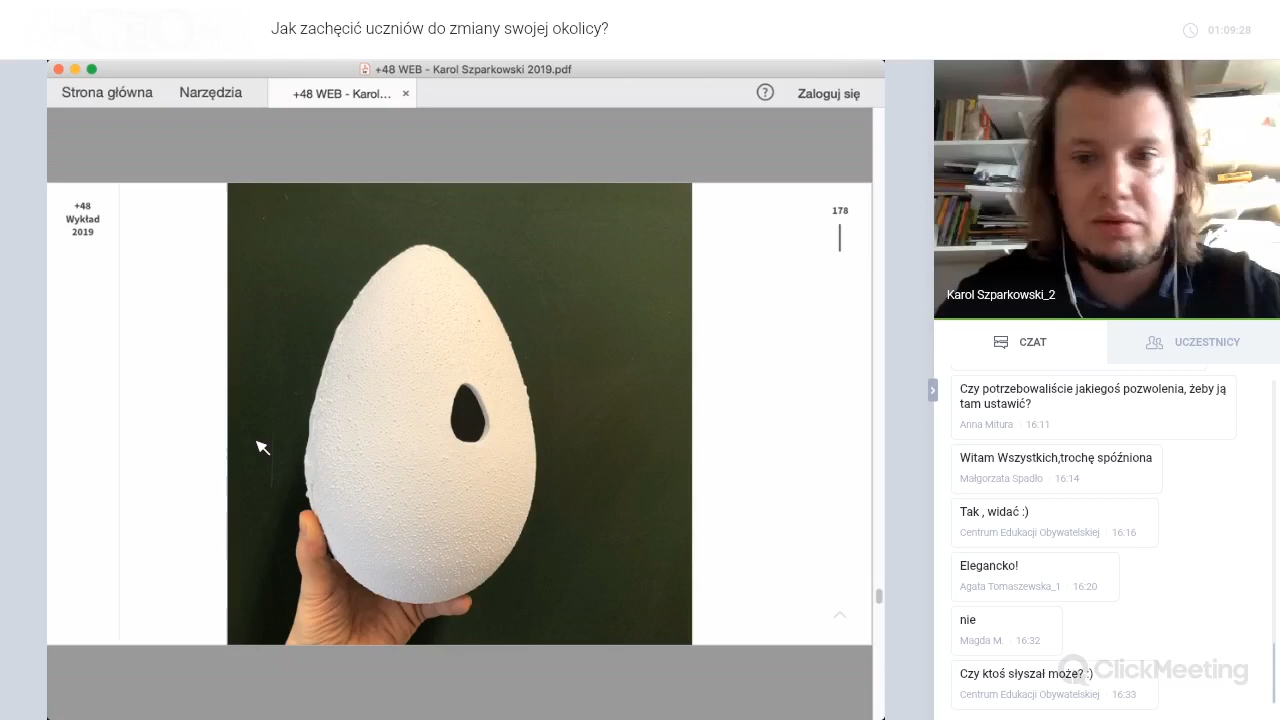 Jak zachęcić uczniów do zmiany swojej okolicy?
01:09:28
+48 WEB - Karol Szparkowski 2019.pdf
Strona główna
Narzędzia
+48 WEB - Karol... ×
?
Zaloguj się
+48
Wykład
2019
178
Karol Szparkowski_2
CZAT
UCZESTNICY
Czy potrzebowaliście jakiegoś pozwolenia, żeby ją
tam ustawić?
Anna Mitura · 16:11
Witam Wszystkich,trochę spóźniona
Małgorzata Spadło · 16:14
Tak , widać :)
Centrum Edukacji Obywatelskiej · 16:16
Elegancko!
Agata Tomaszewska_1 · 16:20
nie
Magda M. · 16:32
Czy ktoś słyszał może? :)
Centrum Edukacji Obywatelskiej · 16:33
ClickMeeting